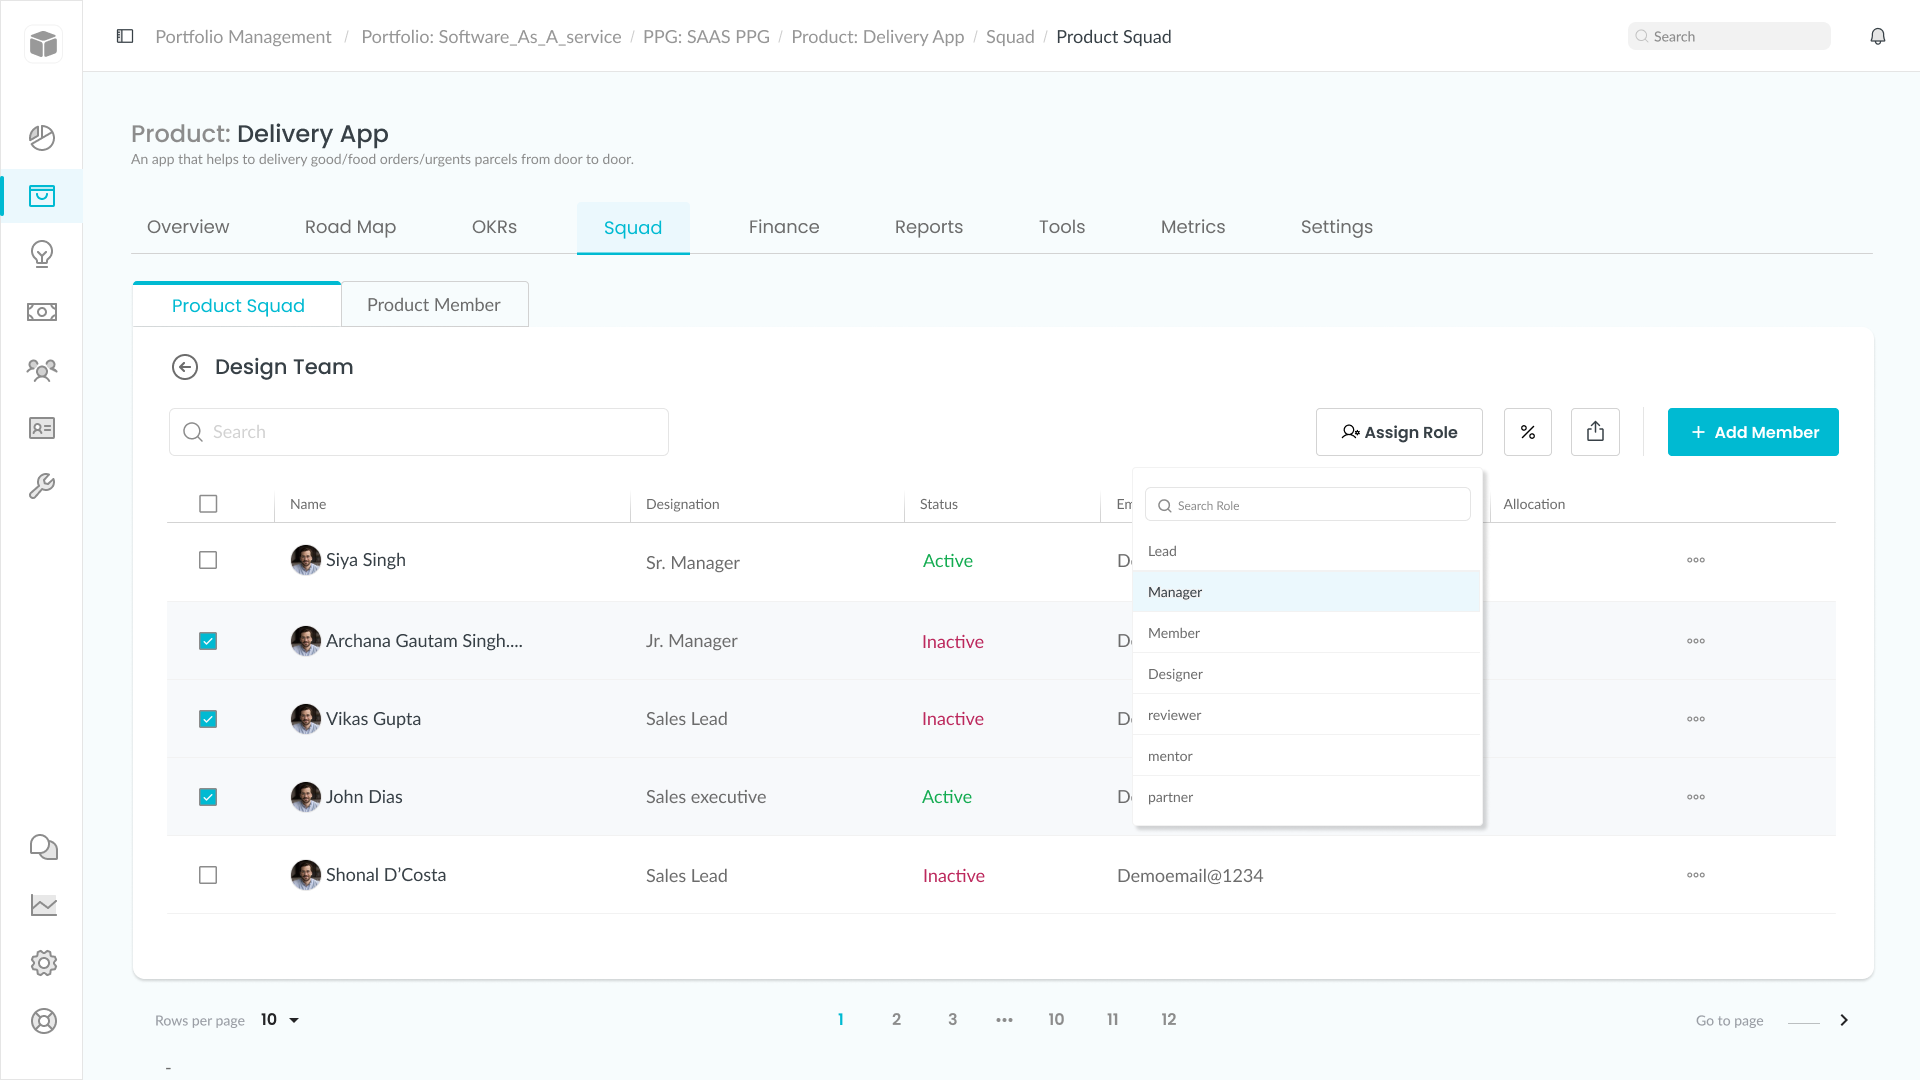 Portfolio Management / Portfolio: Software_As_A_service / PPG: SAAS PPG / Product: Delivery App / Squad / Product Squad
Search
Product: Delivery App
An app that helps to delivery good/food orders/urgents parcels from door to door.
Overview Road Map OKRs Squad Finance Reports Tools Metrics Settings
Product Squad Product Member
Design Team
Search
Assign Role
%
+ Add Member
Name Designation Status Em Allocation
Search Role
Lead
Manager
Member
Designer
reviewer
mentor
partner
Siya Singh Sr. Manager Active
Archana Gautam Singh.... Jr. Manager Inactive
Vikas Gupta Sales Lead Inactive
John Dias Sales executive Active
Shonal D’Costa Sales Lead Inactive Demoemail@1234
Rows per page 10
1 2 3 ••• 10 11 12
Go to page
-